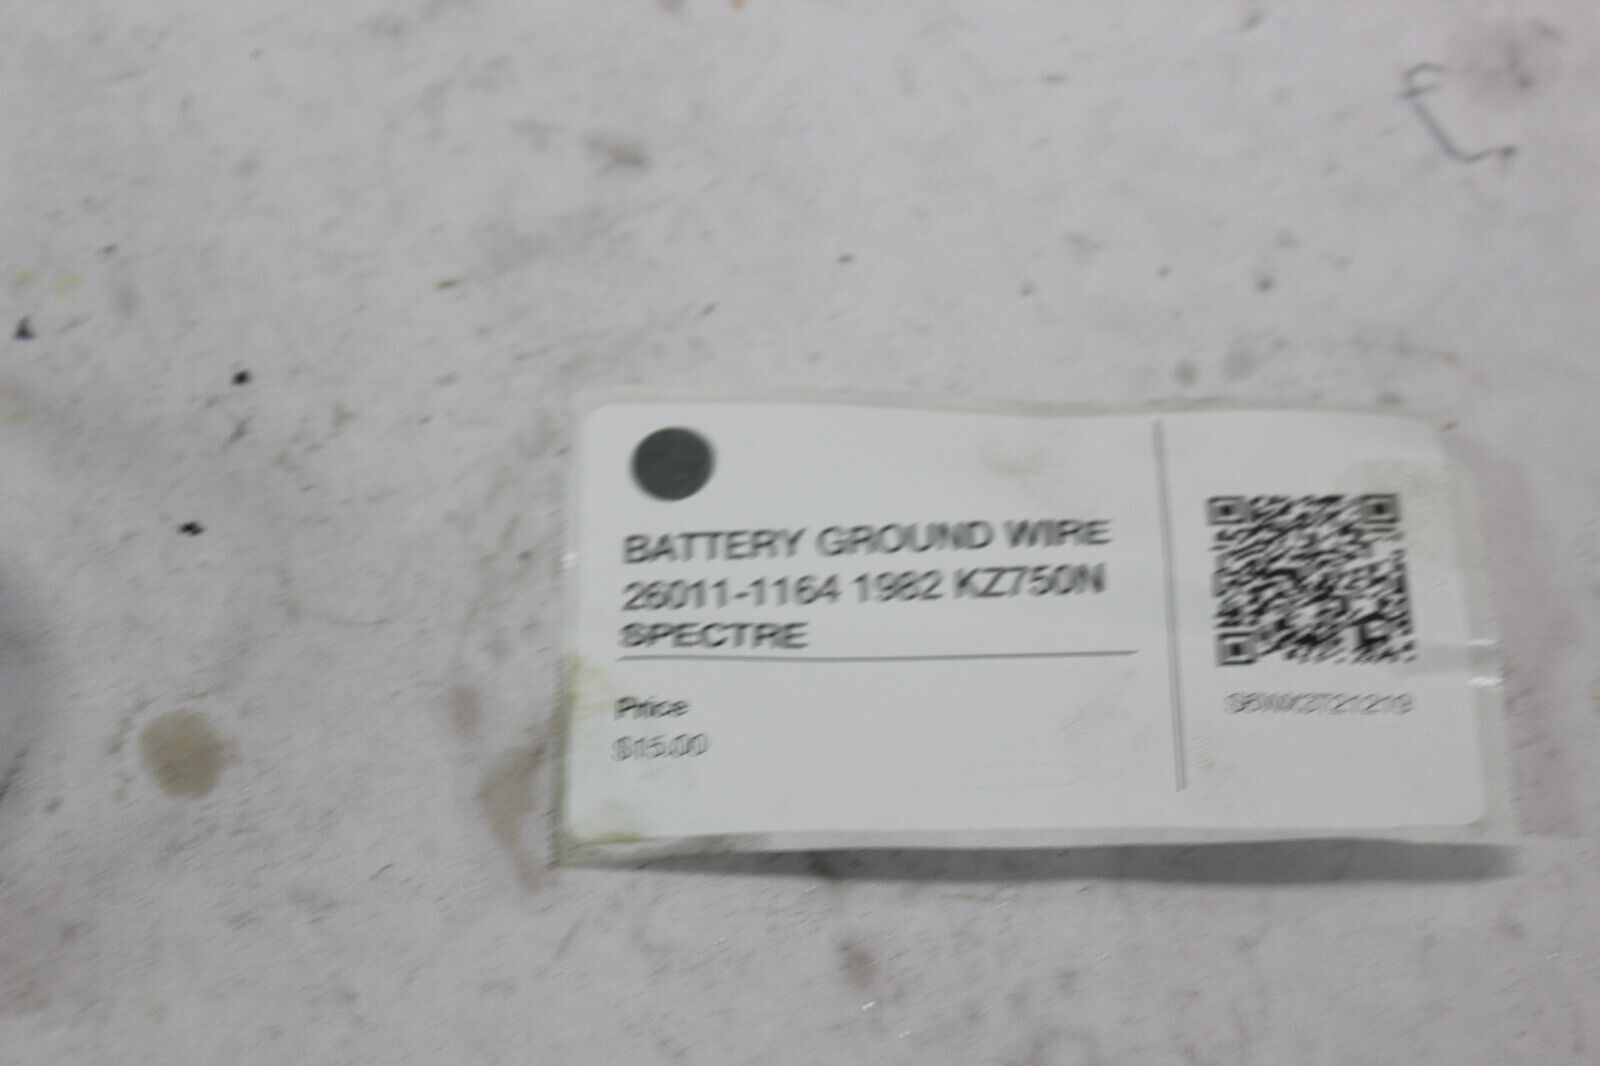 BATTERY GROUND WIRE
26011-1164 1982 KZ750N
SPECTRE
Price
$15.00